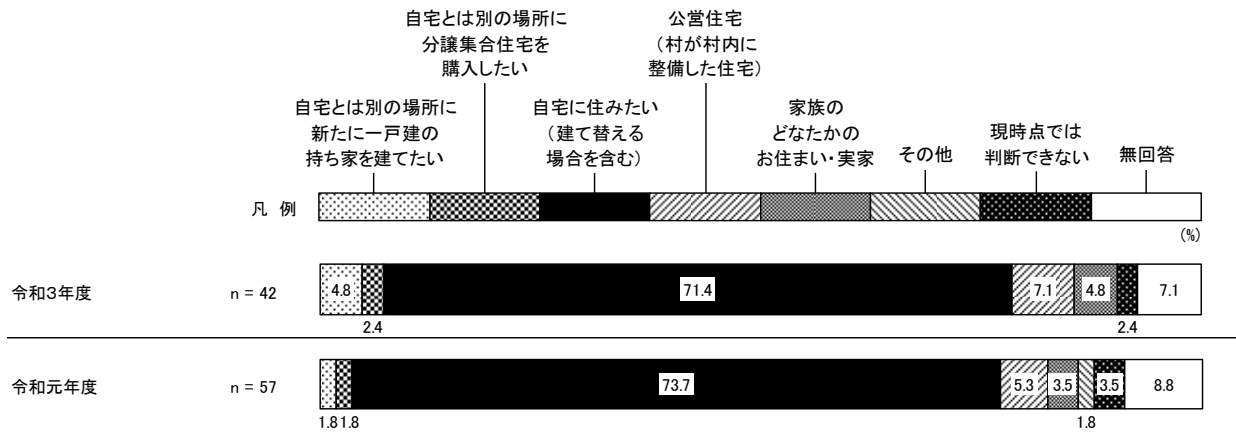 自宅とは別の場所に
分譲集合住宅を
購入したい
公営住宅
(村が村内に
整備した住宅)
自宅とは別の場所に
新たに一戸建の
持ち家を建てたい
自宅に住みたい
(建て替える
場合を含む)
家族の
どなたかの
お住まい・実家
その他
現時点では
判断できない
無回答
凡 例
(%)
令和3年度 n = 42 4.8 71.4 7.1 4.8 7.1
2.4 2.4
令和元年度 n = 57 73.7 5.3 3.5 3.5 8.8
1.8 1.8 1.8